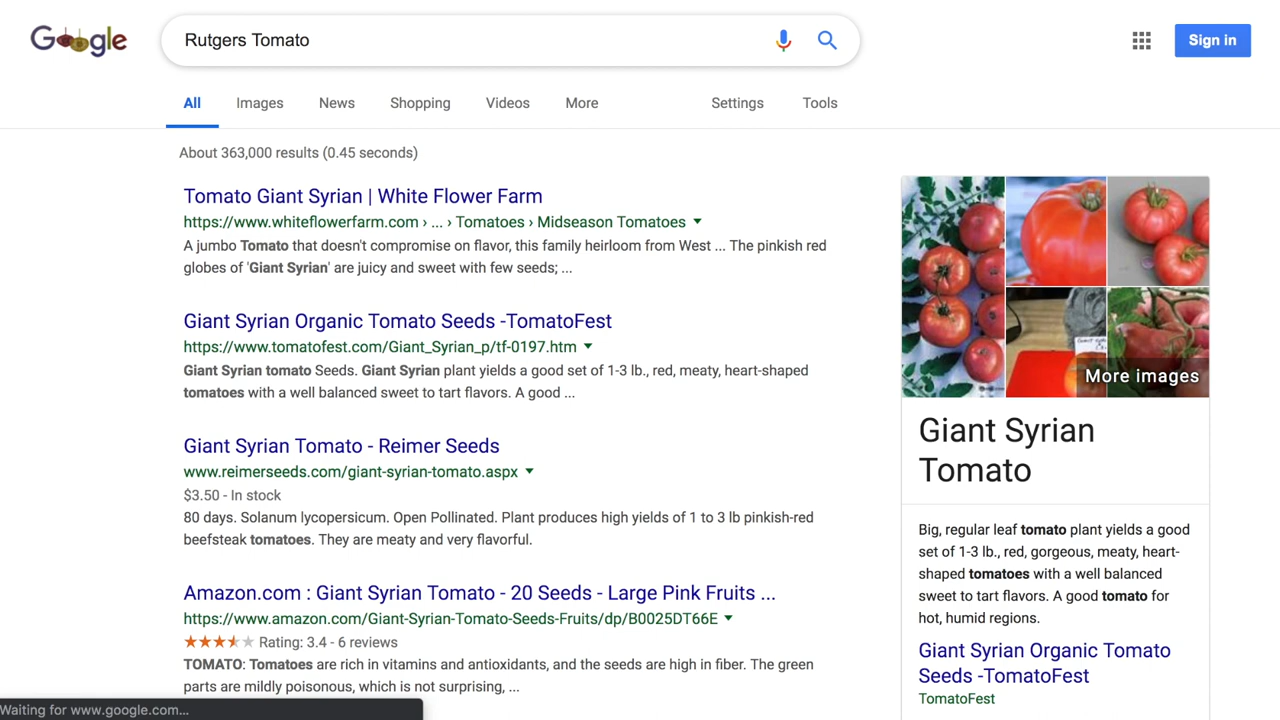 Google
Rutgers Tomato
Sign in
All Images News Shopping Videos More Settings Tools
About 363,000 results (0.45 seconds)
Tomato Giant Syrian | White Flower Farm
https://www.whiteflowerfarm.com › ... › Tomatoes › Midseason Tomatoes
A jumbo Tomato that doesn't compromise on flavor, this family heirloom from West ... The pinkish red
globes of 'Giant Syrian' are juicy and sweet with few seeds; ...
Giant Syrian Organic Tomato Seeds -TomatoFest
https://www.tomatofest.com/Giant_Syrian_p/tf-0197.htm
Giant Syrian tomato Seeds. Giant Syrian plant yields a good set of 1-3 lb., red, meaty, heart-shaped
tomatoes with a well balanced sweet to tart flavors. A good ...
Giant Syrian Tomato - Reimer Seeds
www.reimerseeds.com/giant-syrian-tomato.aspx
$3.50 - In stock
80 days. Solanum lycopersicum. Open Pollinated. Plant produces high yields of 1 to 3 lb pinkish-red
beefsteak tomatoes. They are meaty and very flavorful.
Amazon.com : Giant Syrian Tomato - 20 Seeds - Large Pink Fruits ...
https://www.amazon.com/Giant-Syrian-Tomato-Seeds-Fruits/dp/B0025DT66E
Rating: 3.4 - 6 reviews
TOMATO: Tomatoes are rich in vitamins and antioxidants, and the seeds are high in fiber. The green
parts are mildly poisonous, which is not surprising, ...
Waiting for www.google.com...
More images
Giant Syrian
Tomato
Big, regular leaf tomato plant yields a good
set of 1-3 lb., red, gorgeous, meaty, heart-
shaped tomatoes with a well balanced
sweet to tart flavors. A good tomato for
hot, humid regions.
Giant Syrian Organic Tomato
Seeds -TomatoFest
TomatoFest